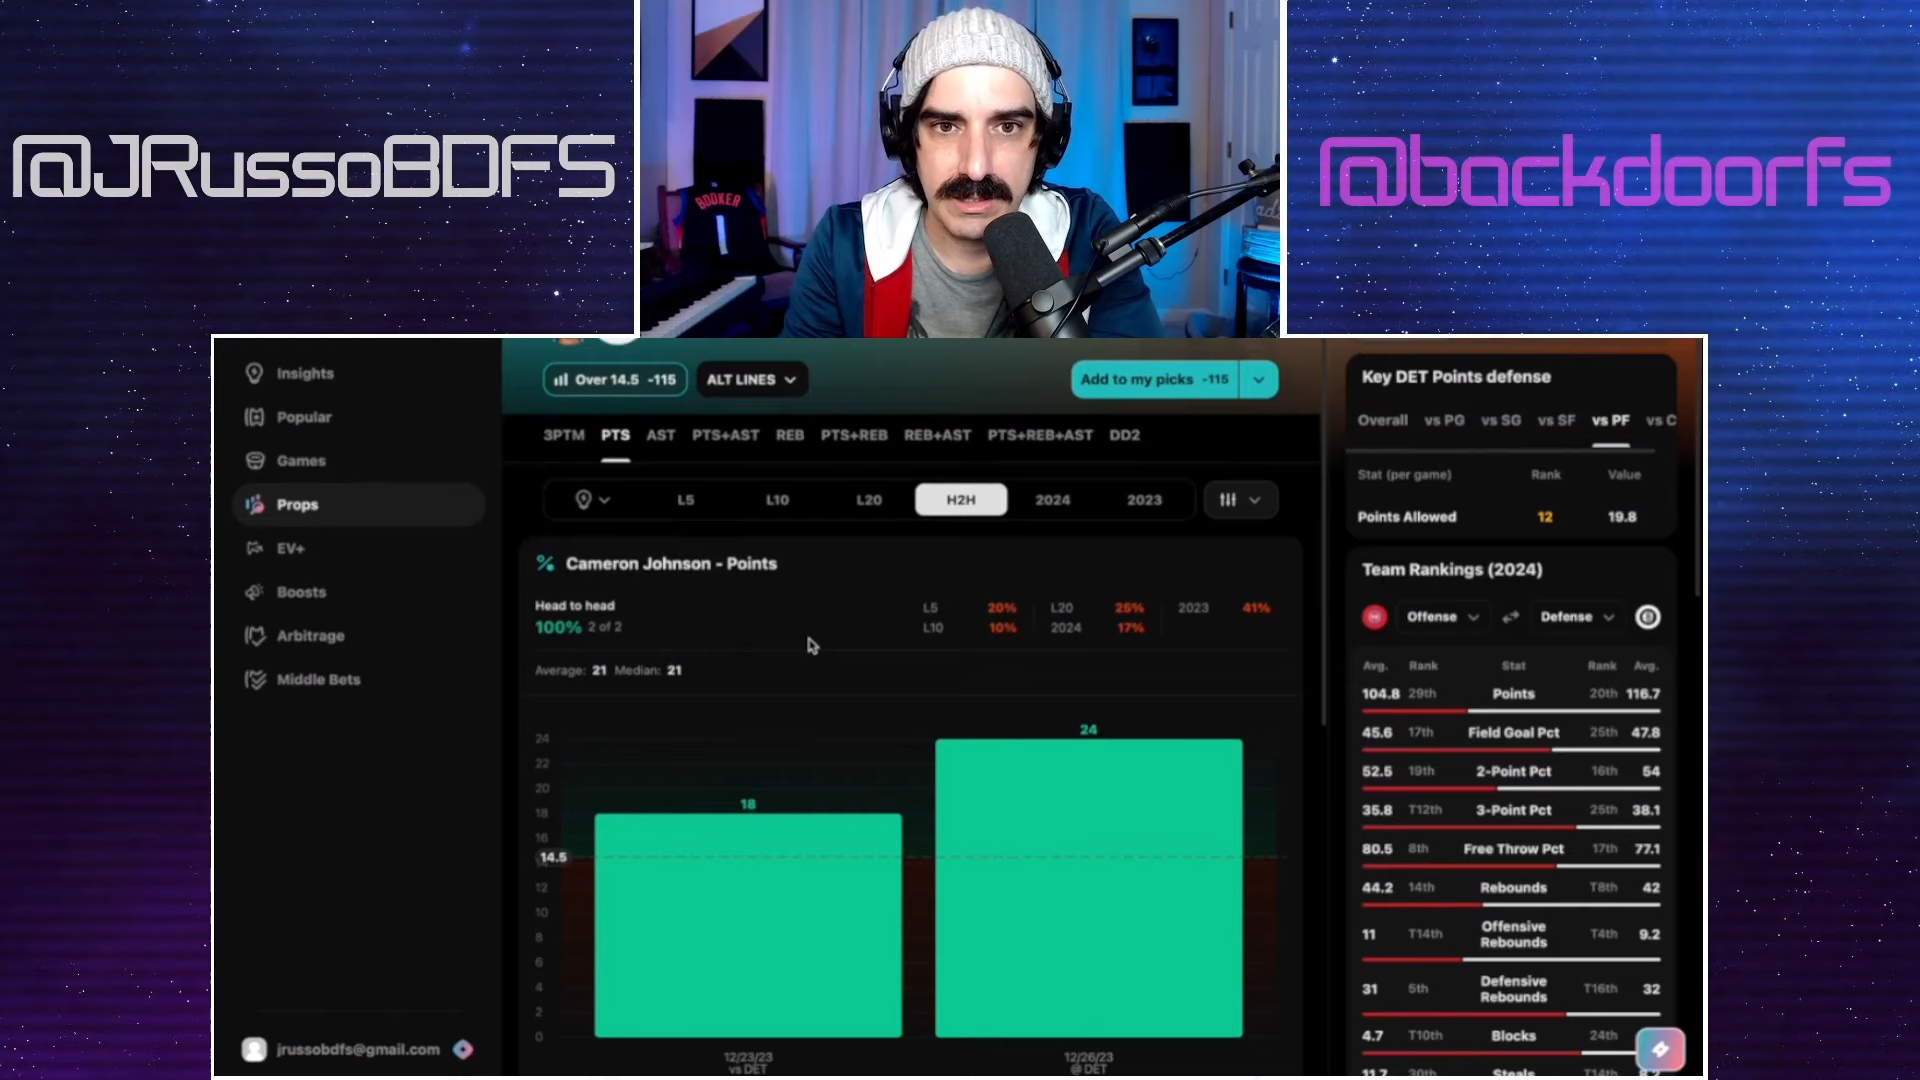 @JRussoBDFS
BOOKER
1
@backdoorfs
Insights
Popular
Games
Props
EV+
Boosts
Arbitrage
Middle Bets
jrussobdfs@gmail.com
Over 14.5 -115
ALT LINES
Add to my picks -115
3PTM PTS AST PTS+AST REB PTS+REB REB+AST PTS+REB+AST DD2
L5 L10 L20 H2H 2024 2023
Cameron Johnson - Points
Head to head
100% 2 of 2
L5 20% L20 25% 2023 41%
L10 10% 2024 17%
Average: 21 Median: 21
24
22
20
18
16
14.5
12
10
8
6
4
2
0
18
24
12/23/23
vs DET
12/26/23
@ DET
Key DET Points defense
Overall vs PG vs SG vs SF vs PF vs C
Stat (per game) Rank Value
Points Allowed 12 19.8
Team Rankings (2024)
Offense Defense
Avg. Rank Stat Rank Avg.
104.8 29th Points 20th 116.7
45.6 17th Field Goal Pct 25th 47.8
52.5 19th 2-Point Pct 16th 54
35.8 T12th 3-Point Pct 25th 38.1
80.5 8th Free Throw Pct 17th 77.1
44.2 14th Rebounds T8th 42
11 T14th Offensive Rebounds T4th 9.2
31 5th Defensive Rebounds T16th 32
4.7 T10th Blocks 24th
11.7 30th Steals T14th 8.2